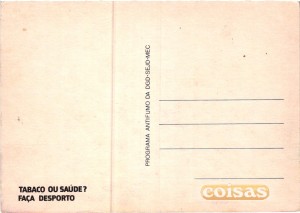 PROGRAMA ANTIFUMO DA DGD-SEJD-MEC
TABACO OU SAÚDE?
FAÇA DESPORTO
coisas